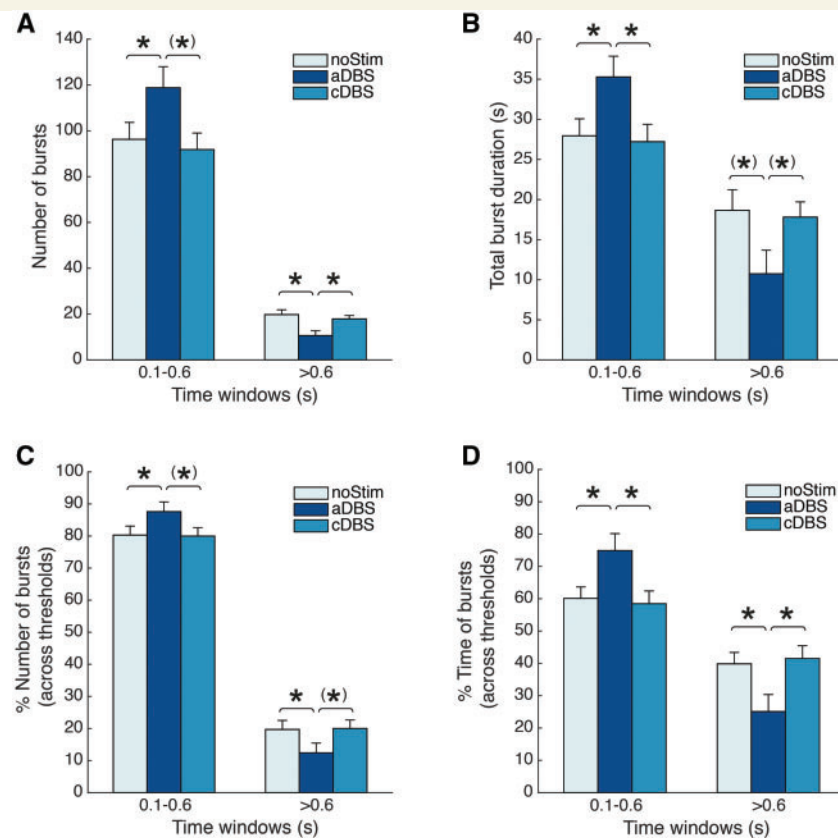 A
Number of bursts
140
120
100
80
60
40
20
0
* (*)
* *
noStim
aDBS
cDBS
0.1-0.6 >0.6
Time windows (s)
B
Total burst duration (s)
40
35
30
25
20
15
10
5
0
* *
(*) (*)
noStim
aDBS
cDBS
0.1-0.6 >0.6
Time windows (s)
C
% Number of bursts
(across thresholds)
100
90
80
70
60
50
40
30
20
10
0
* (*)
* (*)
noStim
aDBS
cDBS
0.1-0.6 >0.6
Time windows (s)
D
% Time of bursts
(across thresholds)
100
90
80
70
60
50
40
30
20
10
0
* *
* *
noStim
aDBS
cDBS
0.1-0.6 >0.6
Time windows (s)